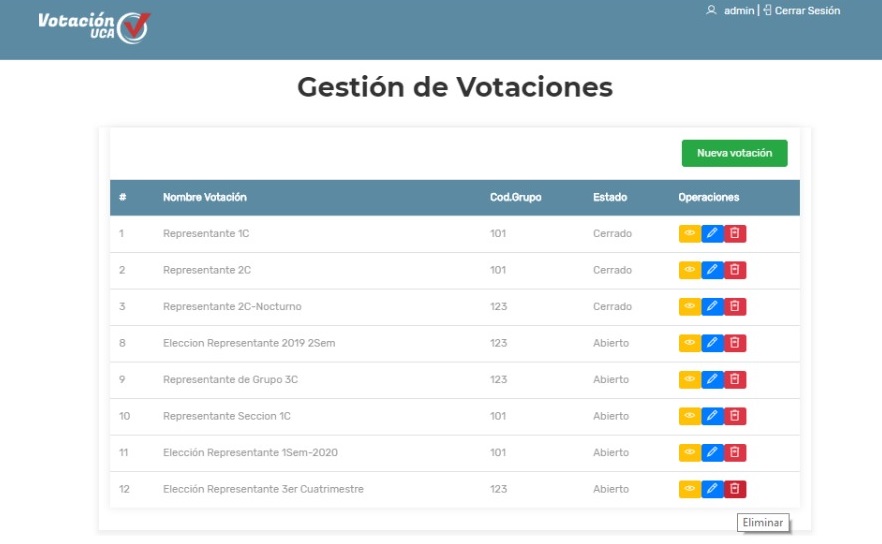 Votación
UCA
admin | Cerrar Sesión
Gestión de Votaciones
Nueva votación
# Nombre Votación Cod.Grupo Estado Operaciones
1 Representante 1C 101 Cerrado
2 Representante 2C 101 Cerrado
3 Representante 2C-Nocturno 123 Cerrado
8 Eleccion Representante 2019 2Sem 123 Abierto
9 Representante de Grupo 3C 123 Abierto
10 Representante Seccion 1C 101 Abierto
11 Elección Representante 1Sem-2020 101 Abierto
12 Elección Representante 3er Cuatrimestre 123 Abierto
Eliminar